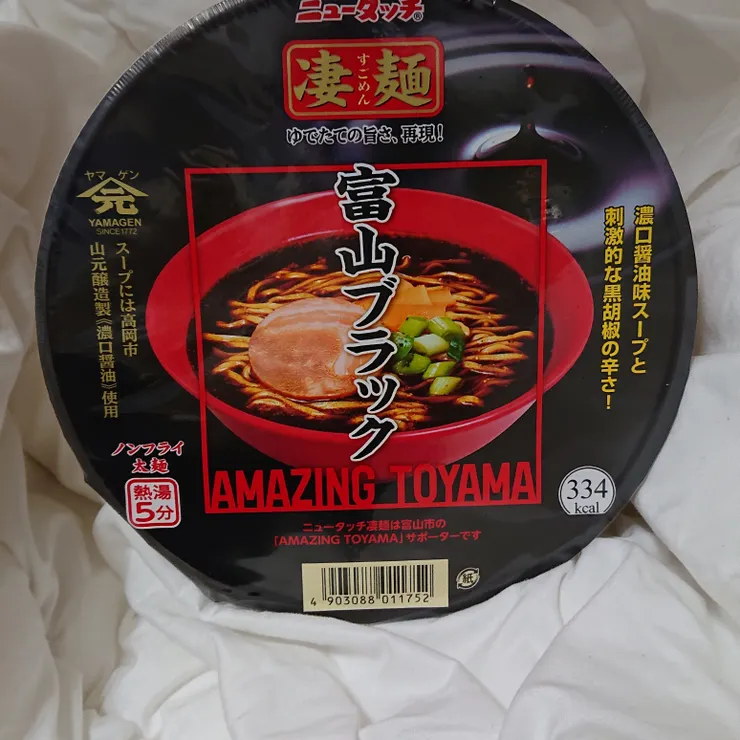 ニュータッチ®
凄麺
すごめん
ゆでたての旨さ、再現!
ヤマ ゲン
元
YAMAGEN
SINCE1772
スープには高岡市
山元醸造製《濃口醤油》使用
富山ブラック
濃口醤油味スープと
刺激的な黒胡椒の辛さ!
ノンフライ
太麺
熱湯
5分
AMAZING TOYAMA
334
kcal
ニュータッチ凄麺は富山市の
「AMAZING TOYAMA」サポーターです
4 903088 011752
紙